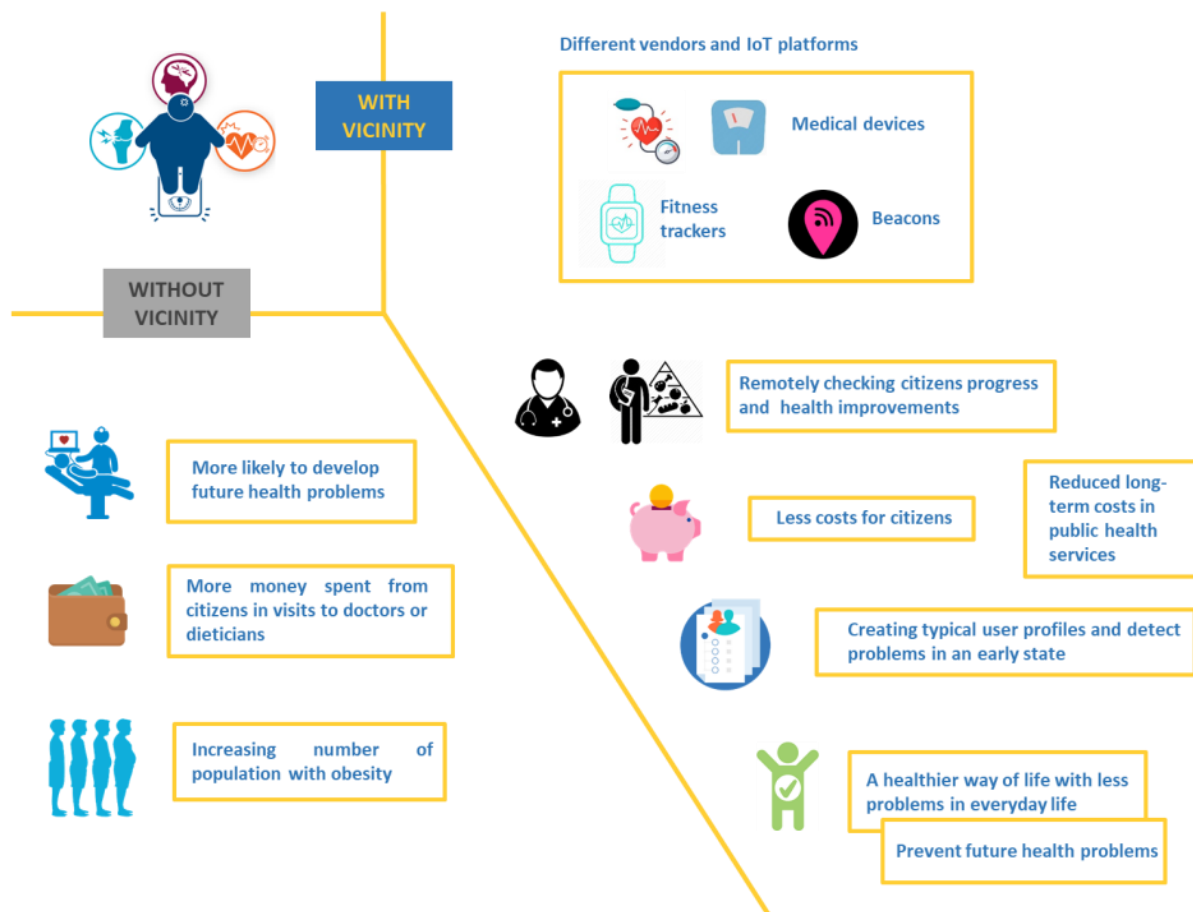 WITH
VICINITY
WITHOUT
VICINITY
More likely to develop
future health problems
More money spent from
citizens in visits to doctors or
dieticians
Increasing number of
population with obesity
Different vendors and IoT platforms
Medical devices
Fitness
trackers
Beacons
Remotely checking citizens progress
and health improvements
Less costs for citizens
Reduced long-
term costs in
public health
services
Creating typical user profiles and detect
problems in an early state
A healthier way of life with less
problems in everyday life
Prevent future health problems